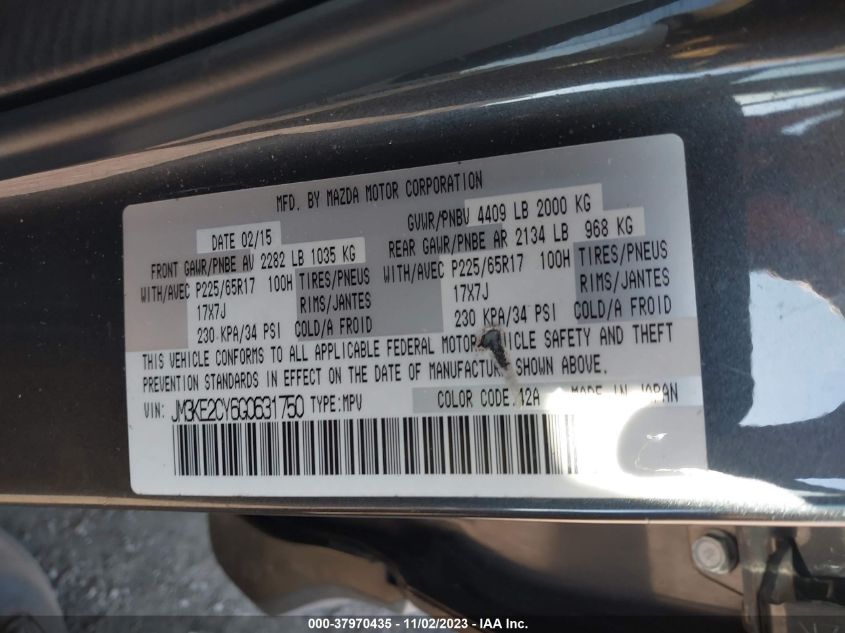 MFD. BY MAZDA MOTOR CORPORATION
DATE 02/15
GVWR/PNBV 4409 LB 2000 KG
FRONT GAWR/PNBE AV 2282 LB 1035 KG
REAR GAWR/PNBE AR 2134 LB 968 KG
WITH/AVEC P225/65R17 100H TIRES/PNEUS
WITH/AVEC P225/65R17 100H TIRES/PNEUS
17X7J RIMS/JANTES
17X7J RIMS/JANTES
230 KPA/34 PSI COLD/A FROID
230 KPA/34 PSI COLD/A FROID
THIS VEHICLE CONFORMS TO ALL APPLICABLE FEDERAL MOTOR VEHICLE SAFETY AND THEFT
PREVENTION STANDARDS IN EFFECT ON THE DATE OF MANUFACTURE SHOWN ABOVE.
VIN: JM3KE2CY6G0631750 TYPE:MPV COLOR CODE:42A MADE IN JAPAN
000-37970435 - 11/02/2023 - IAA Inc.